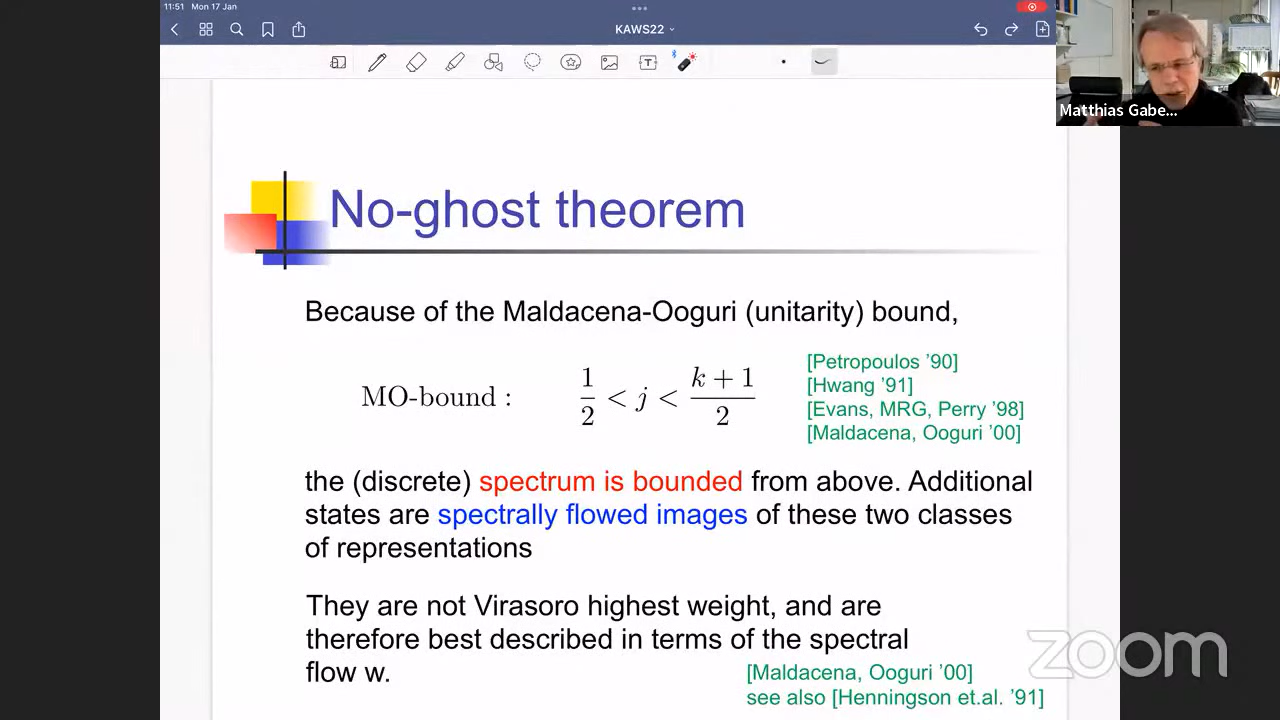 11:51 Mon 17 Jan
KAWS22
Matthias Gabe...
No-ghost theorem
Because of the Maldacena-Ooguri (unitarity) bound,
MO-bound : 1/2 < j < (k + 1)/2
[Petropoulos '90]
[Hwang '91]
[Evans, MRG, Perry '98]
[Maldacena, Ooguri '00]
the (discrete) spectrum is bounded from above. Additional
states are spectrally flowed images of these two classes
of representations
They are not Virasoro highest weight, and are
therefore best described in terms of the spectral
flow w.
[Maldacena, Ooguri '00]
see also [Henningson et.al. '91]
zoom